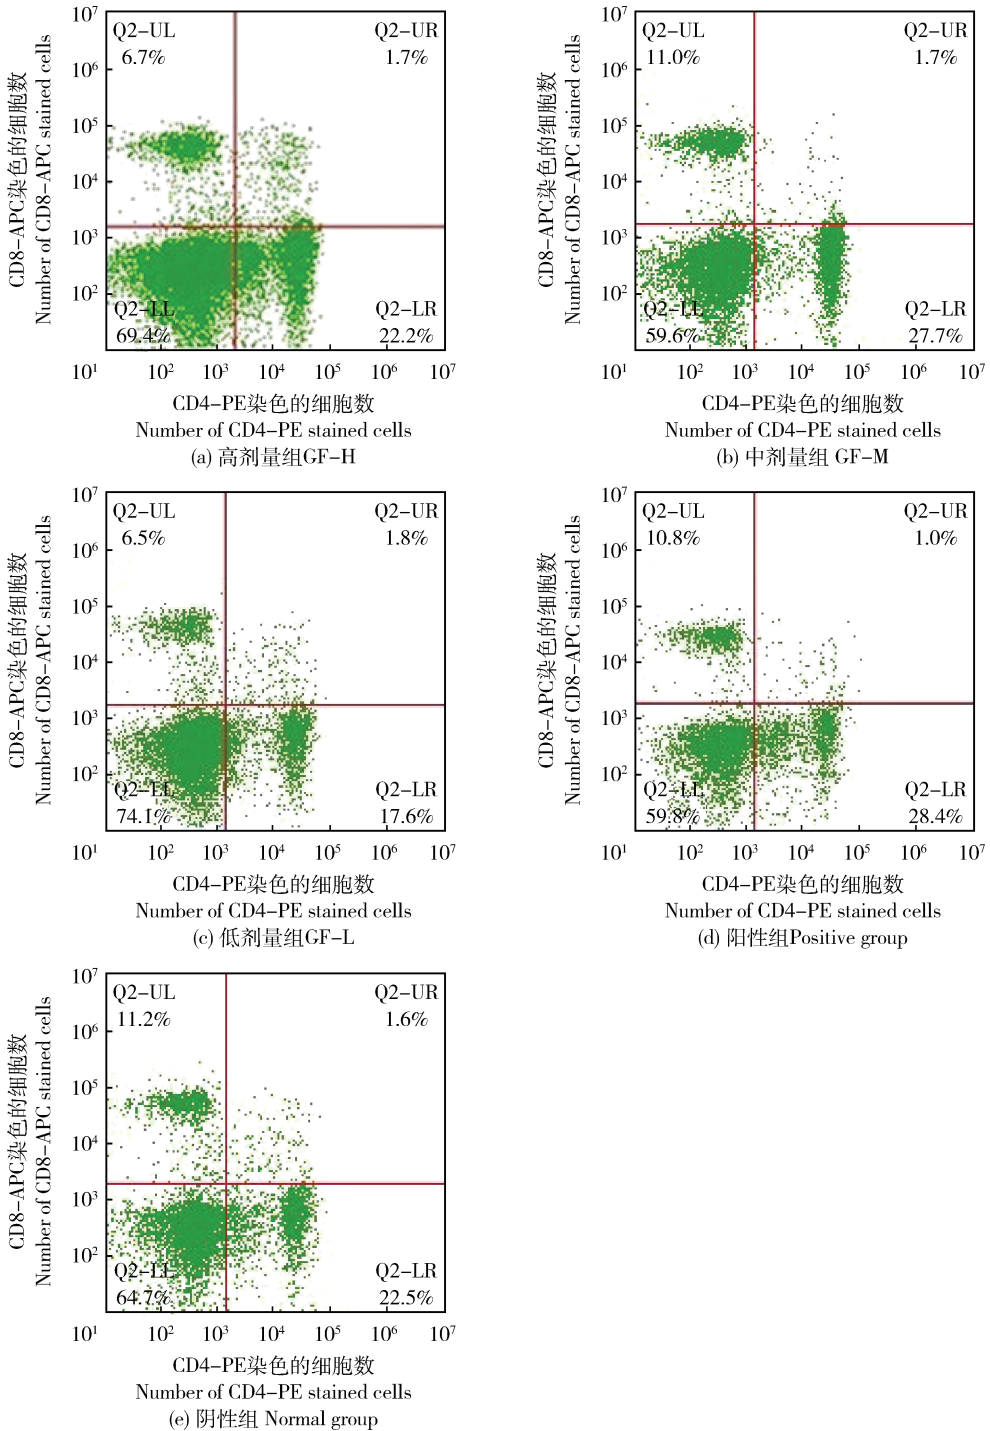 10⁷
Q2-UL
Q2-UR
6.7%
1.7%
10⁶
10⁵
10⁴
10³
10²
Q2-LL
Q2-LR
69.4%
22.2%
CD8-APC染色的细胞数
Number of CD8-APC stained cells
10¹ 10² 10³ 10⁴ 10⁵ 10⁶ 10⁷
CD4-PE染色的细胞数
Number of CD4-PE stained cells
(a) 高剂量组GF-H
10⁷
Q2-UL
Q2-UR
11.0%
1.7%
10⁶
10⁵
10⁴
10³
10²
Q2-LL
Q2-LR
59.6%
27.7%
CD8-APC染色的细胞数
Number of CD8-APC stained cells
10¹ 10² 10³ 10⁴ 10⁵ 10⁶ 10⁷
CD4-PE染色的细胞数
Number of CD4-PE stained cells
(b) 中剂量组 GF-M
10⁷
Q2-UL
Q2-UR
6.5%
1.8%
10⁶
10⁵
10⁴
10³
10²
Q2-LL
Q2-LR
74.1%
17.6%
CD8-APC染色的细胞数
Number of CD8-APC stained cells
10¹ 10² 10³ 10⁴ 10⁵ 10⁶ 10⁷
CD4-PE染色的细胞数
Number of CD4-PE stained cells
(c) 低剂量组GF-L
10⁷
Q2-UL
Q2-UR
10.8%
1.0%
10⁶
10⁵
10⁴
10³
10²
Q2-LL
Q2-LR
59.8%
28.4%
CD8-APC染色的细胞数
Number of CD8-APC stained cells
10¹ 10² 10³ 10⁴ 10⁵ 10⁶ 10⁷
CD4-PE染色的细胞数
Number of CD4-PE stained cells
(d) 阳性组Positive group
10⁷
Q2-UL
Q2-UR
11.2%
1.6%
10⁶
10⁵
10⁴
10³
10²
Q2-LL
Q2-LR
64.7%
22.5%
CD8-APC染色的细胞数
Number of CD8-APC stained cells
10¹ 10² 10³ 10⁴ 10⁵ 10⁶ 10⁷
CD4-PE染色的细胞数
Number of CD4-PE stained cells
(e) 阴性组 Normal group